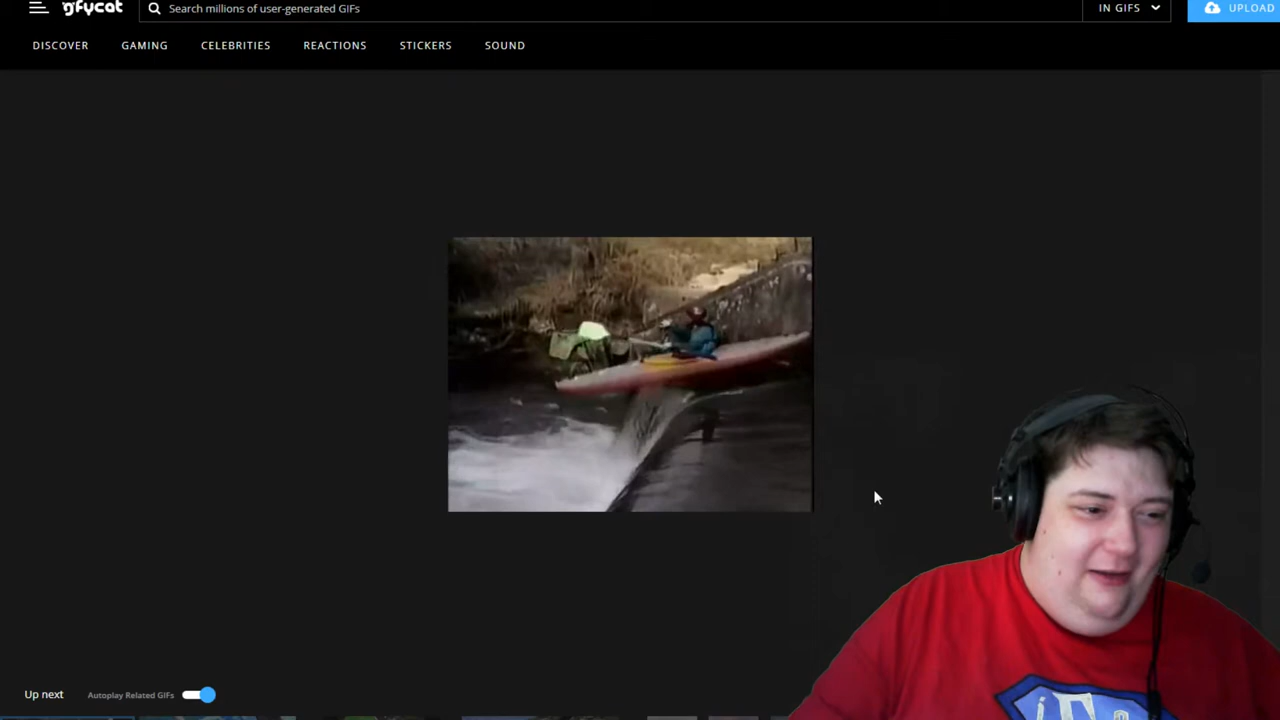 gfycat
Search millions of user-generated GIFs
IN GIFS
UPLOAD
DISCOVER
GAMING
CELEBRITIES
REACTIONS
STICKERS
SOUND
Up next
Autoplay Related GIFs